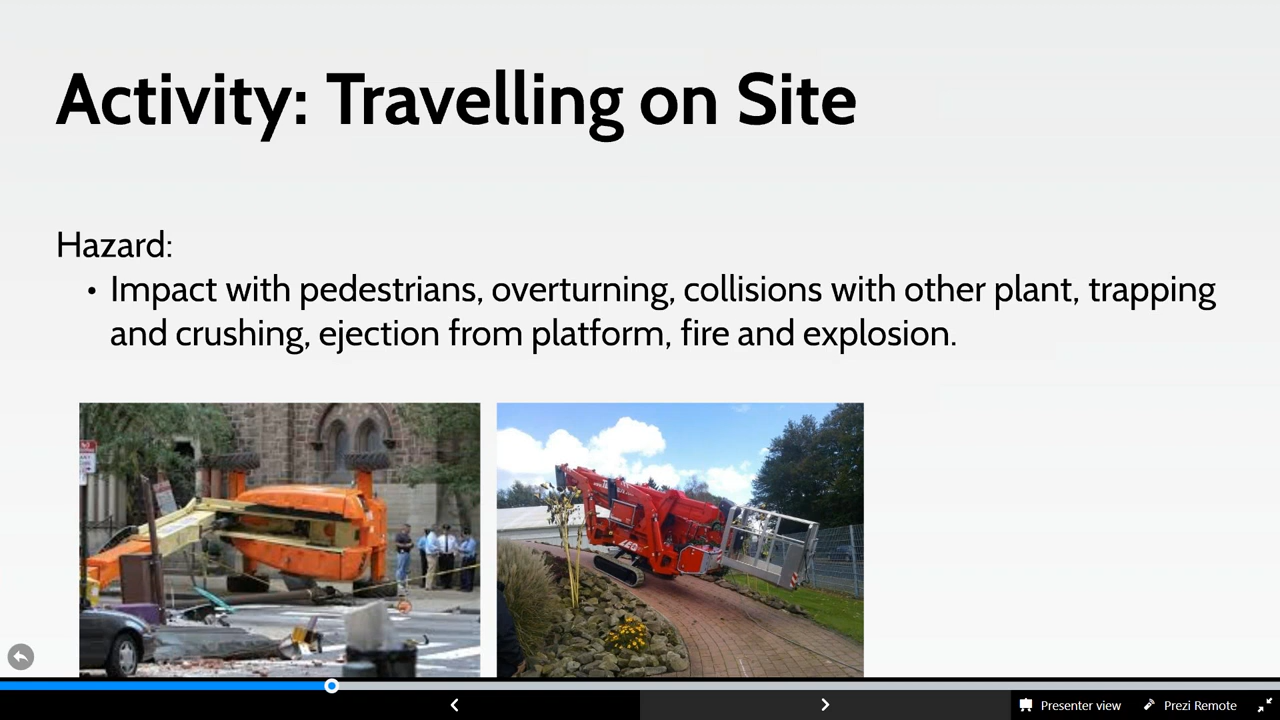 Activity: Travelling on Site
Hazard:
• Impact with pedestrians, overturning, collisions with other plant, trapping
and crushing, ejection from platform, fire and explosion.
Presenter view
Prezi Remote